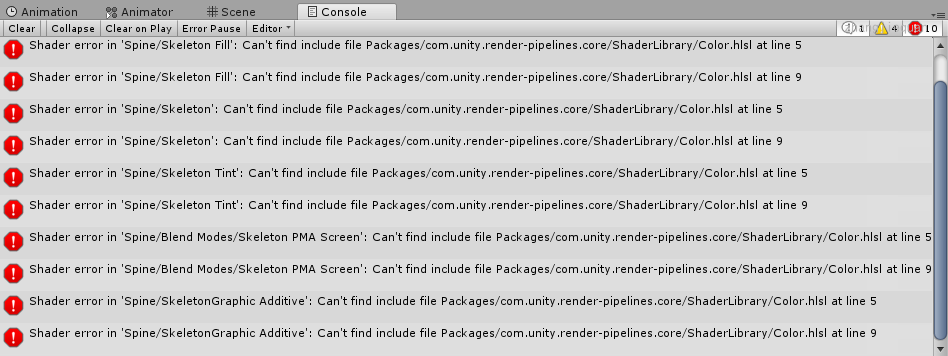 Animation Animator Scene Console
Clear Collapse Clear on Play Error Pause Editor 1 4 10
Shader error in 'Spine/Skeleton Fill': Can't find include file Packages/com.unity.render-pipelines.core/ShaderLibrary/Color.hlsl at line 5
Shader error in 'Spine/Skeleton Fill': Can't find include file Packages/com.unity.render-pipelines.core/ShaderLibrary/Color.hlsl at line 9
Shader error in 'Spine/Skeleton': Can't find include file Packages/com.unity.render-pipelines.core/ShaderLibrary/Color.hlsl at line 5
Shader error in 'Spine/Skeleton': Can't find include file Packages/com.unity.render-pipelines.core/ShaderLibrary/Color.hlsl at line 9
Shader error in 'Spine/Skeleton Tint': Can't find include file Packages/com.unity.render-pipelines.core/ShaderLibrary/Color.hlsl at line 5
Shader error in 'Spine/Skeleton Tint': Can't find include file Packages/com.unity.render-pipelines.core/ShaderLibrary/Color.hlsl at line 9
Shader error in 'Spine/Blend Modes/Skeleton PMA Screen': Can't find include file Packages/com.unity.render-pipelines.core/ShaderLibrary/Color.hlsl at line 5
Shader error in 'Spine/Blend Modes/Skeleton PMA Screen': Can't find include file Packages/com.unity.render-pipelines.core/ShaderLibrary/Color.hlsl at line 9
Shader error in 'Spine/SkeletonGraphic Additive': Can't find include file Packages/com.unity.render-pipelines.core/ShaderLibrary/Color.hlsl at line 5
Shader error in 'Spine/SkeletonGraphic Additive': Can't find include file Packages/com.unity.render-pipelines.core/ShaderLibrary/Color.hlsl at line 9